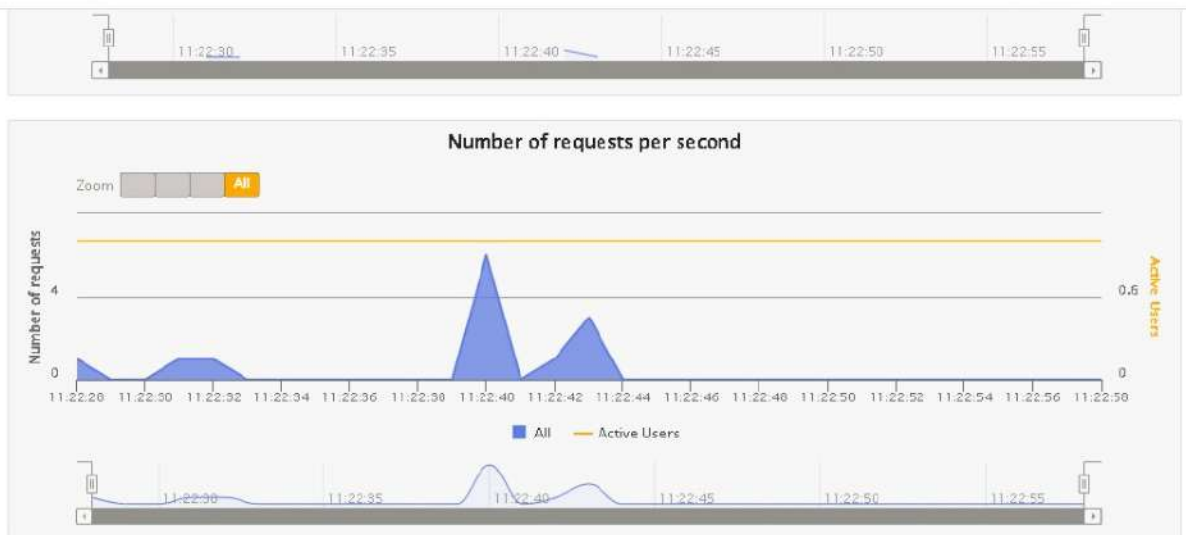 11:22:30 11:22:35 11:22:40 11:22:45 11:22:50 11:22:55
Number of requests per second
Zoom All
Number of requests
Active Users
4 0.6
0 0
11:22:28 11:22:30 11:22:32 11:22:34 11:22:36 11:22:38 11:22:40 11:22:42 11:22:44 11:22:46 11:22:48 11:22:50 11:22:52 11:22:54 11:22:56 11:22:58
All Active Users
11:22:30 11:22:35 11:22:40 11:22:45 11:22:50 11:22:55